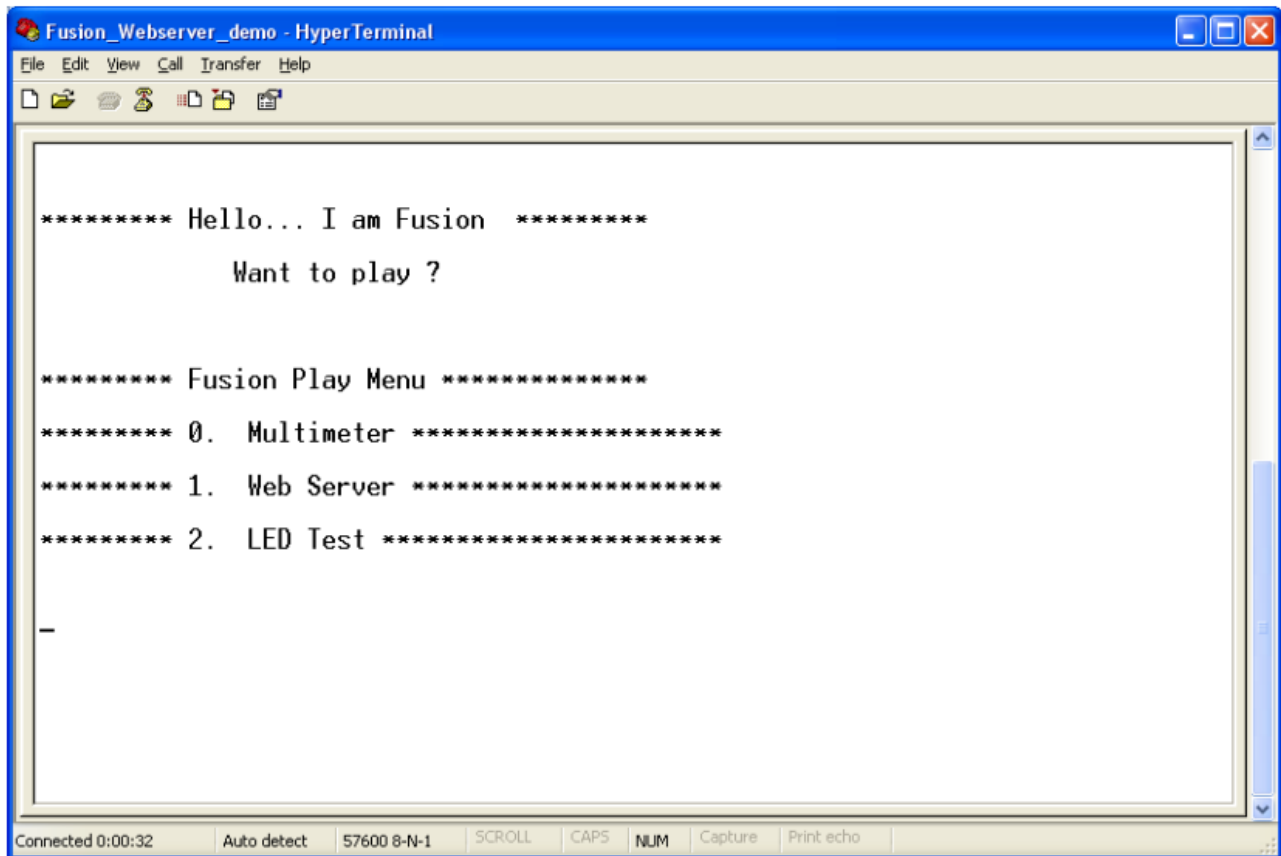 Fusion_Webserver_demo - HyperTerminal
File Edit View Call Transfer Help
********* Hello... I am Fusion  *********
Want to play ?
********* Fusion Play Menu **************
********* 0.  Multimeter *********************
********* 1.  Web Server *********************
********* 2.  LED Test ***********************
_
Connected 0:00:32 Auto detect 57600 8-N-1 SCROLL CAPS NUM Capture Print echo